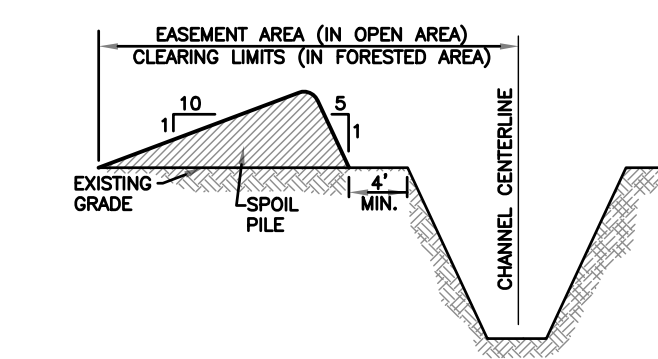 EASEMENT AREA (IN OPEN AREA)
CLEARING LIMITS (IN FORESTED AREA)
10
1
5
1
EXISTING
GRADE
SPOIL
PILE
4'
MIN.
CHANNEL CENTERLINE